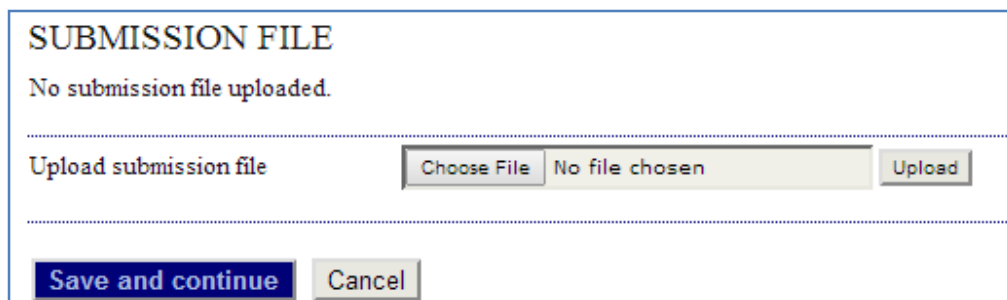 SUBMISSION FILE
No submission file uploaded.
Upload submission file Choose File No file chosen Upload
Save and continue Cancel